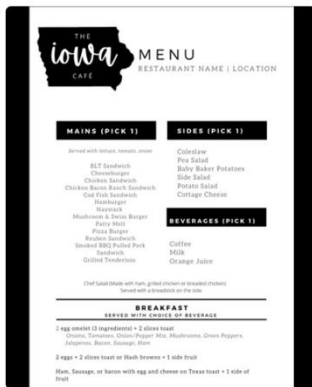 THE
iowa
CAFÉ
MENU
RESTAURANT NAME | LOCATION
MAINS (PICK 1)
Served with lettuce, tomato, onion
BLT Sandwich
Cheeseburger
Chicken Sandwich
Chicken Bacon Ranch Sandwich
Cod Fish Sandwich
Hamburger
Haystack
Mushroom & Swiss Burger
Patty Melt
Pizza Burger
Reuben Sandwich
Smoked BBQ Pulled Pork
Sandwich
Grilled Tenderloin
SIDES (PICK 1)
Coleslaw
Pea Salad
Baby Baker Potatoes
Side Salad
Potato Salad
Cottage Cheese
BEVERAGES (PICK 1)
Coffee
Milk
Orange Juice
Chef Salad (Made with ham, grilled chicken or breaded chicken)
Served with a breadstick on the side
BREAKFAST
SERVED WITH CHOICE OF BEVERAGE
2 egg omelet (3 ingredients) + 2 slices toast
Onions, Tomatoes, Onion/Pepper Mix, Mushrooms, Green Peppers,
Jalapenos, Bacon, Sausage, Ham
2 eggs + 2 slices toast or Hash browns + 1 side fruit
Ham, Sausage, or bacon with egg and cheese on Texas toast + 1 side of
fruit